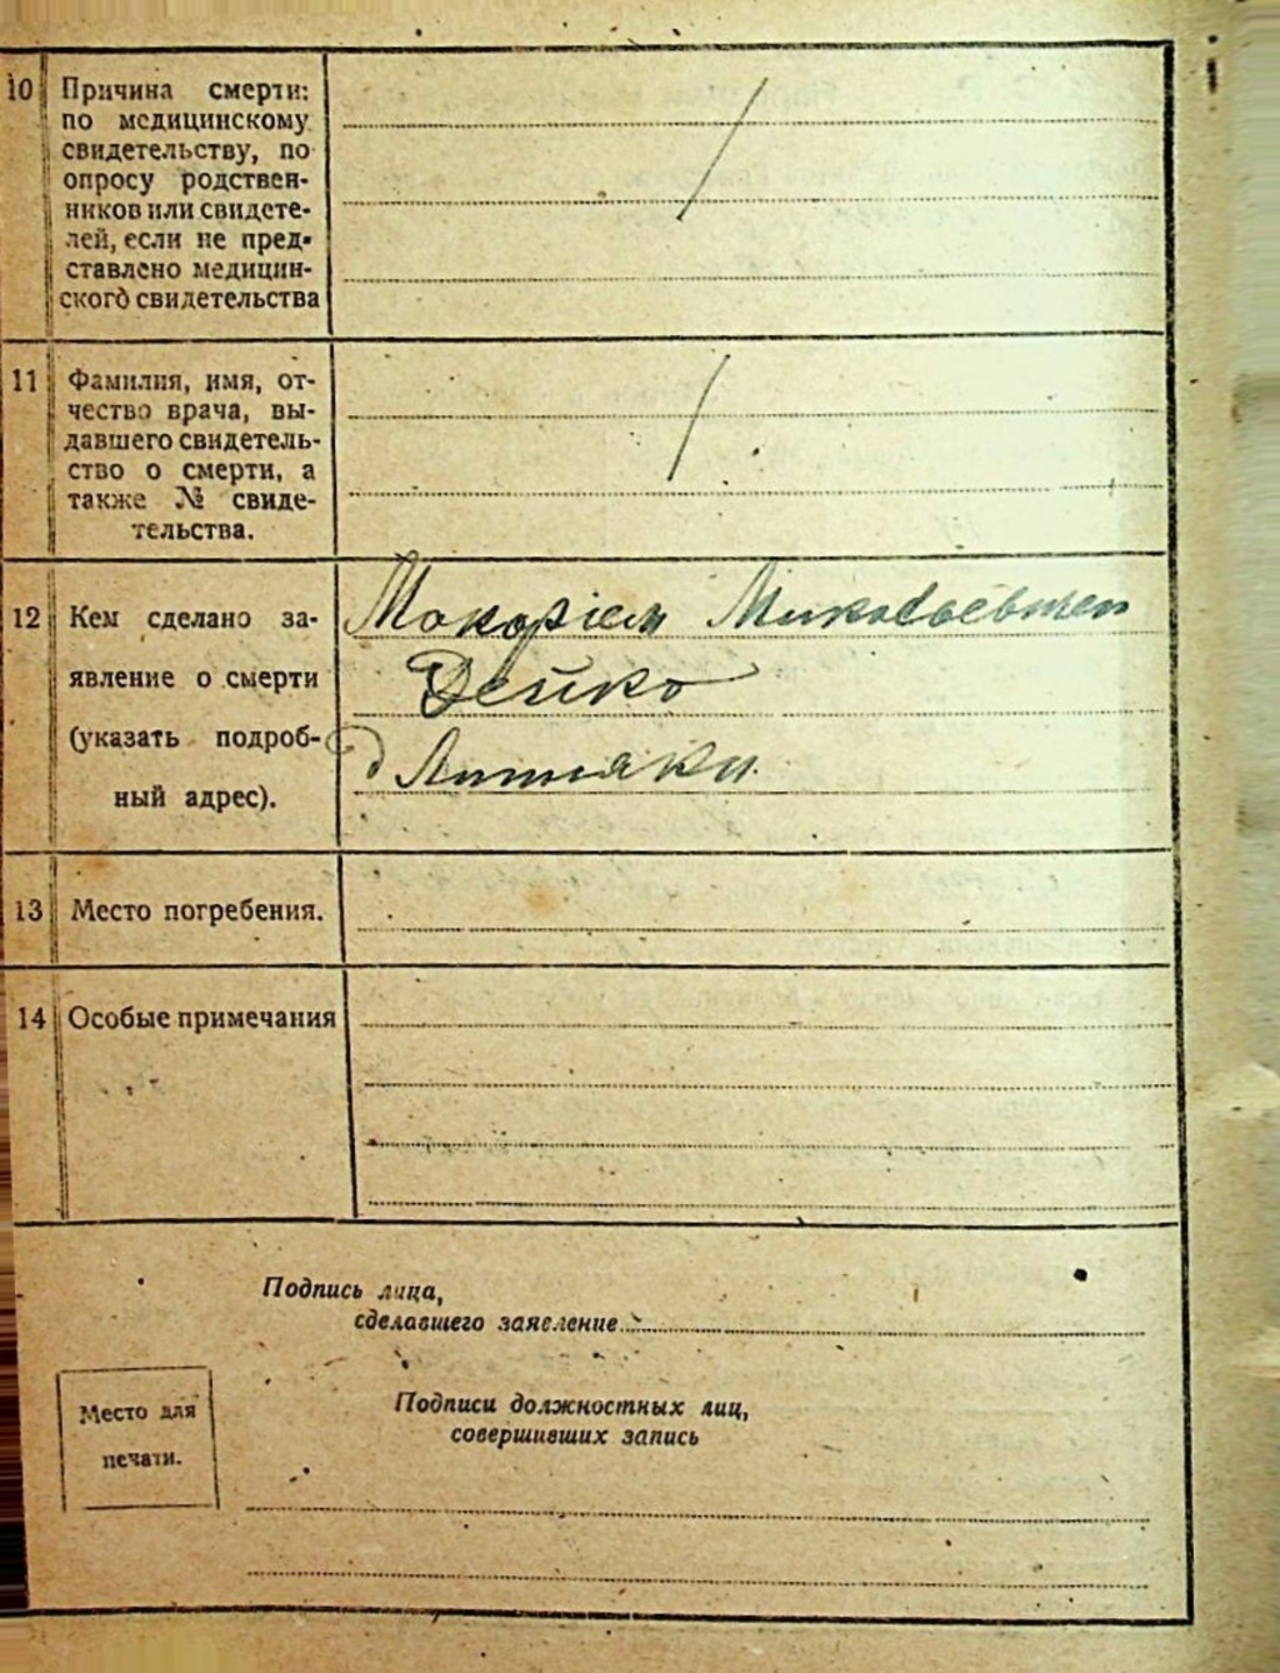 10 Причина смерти:
по медицинскому
свидетельству, по
опросу родствен-
ников или свидете-
лей, если не пред-
ставлено медицин-
ского свидетельства
11 Фамилия, имя, от-
чество врача, вы-
давшего свидетель-
ство о смерти, а
также № свиде-
тельства.
12 Кем сделано за-
явление о смерти
(указать подроб-
ный адрес).
Макаріем
Дейко
д
13 Место погребения.
14 Особые примечания
Подпись лица,
сделавшего заявление
Место для
печати.
Подписи должностных лиц,
совершивших запись